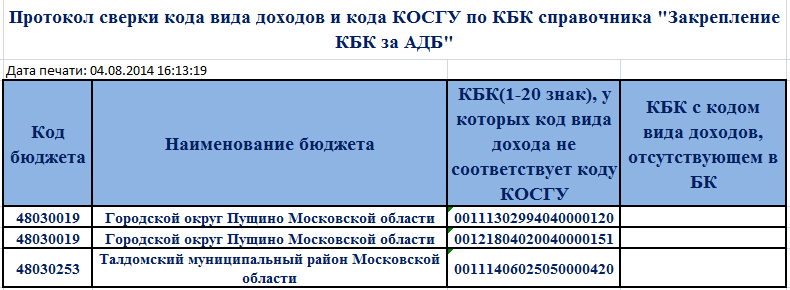 Протокол сверки кода вида доходов и кода КОСГУ по КБК справочника "Закрепление
КБК за АДБ"
Дата печати: 04.08.2014 16:13:19
Код
бюджета
Наименование бюджета
КБК(1-20 знак), у
которых код вида
дохода не
соответствует коду
КОСГУ
КБК с кодом
вида доходов,
отсутствующем в
БК
48030019 Городской округ Пущино Московской области 00111302994040000120
48030019 Городской округ Пущино Московской области 00121804020040000151
48030253 Талдомский муниципальный район Московской
области 00111406025050000420